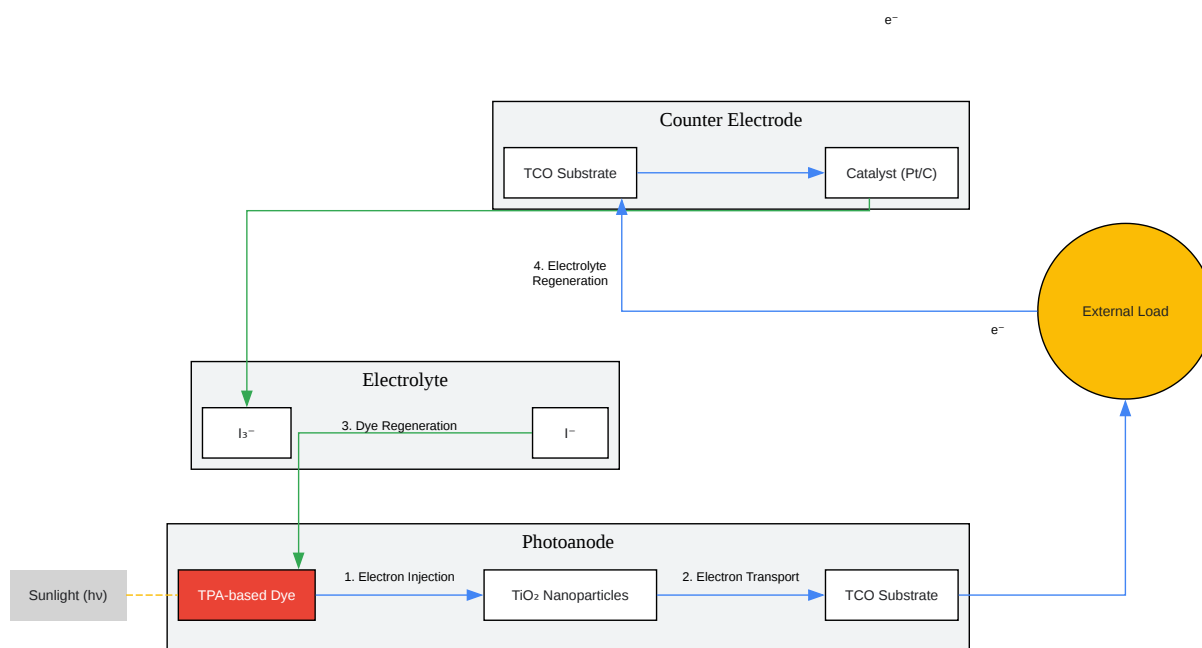 e⁻
Counter Electrode
TCO Substrate
Catalyst (Pt/C)
4. Electrolyte
Regeneration
External Load
e⁻
Electrolyte
I₃⁻
3. Dye Regeneration
I⁻
Photoanode
Sunlight (hν)
TPA-based Dye
1. Electron Injection
TiO₂ Nanoparticles
2. Electron Transport
TCO Substrate